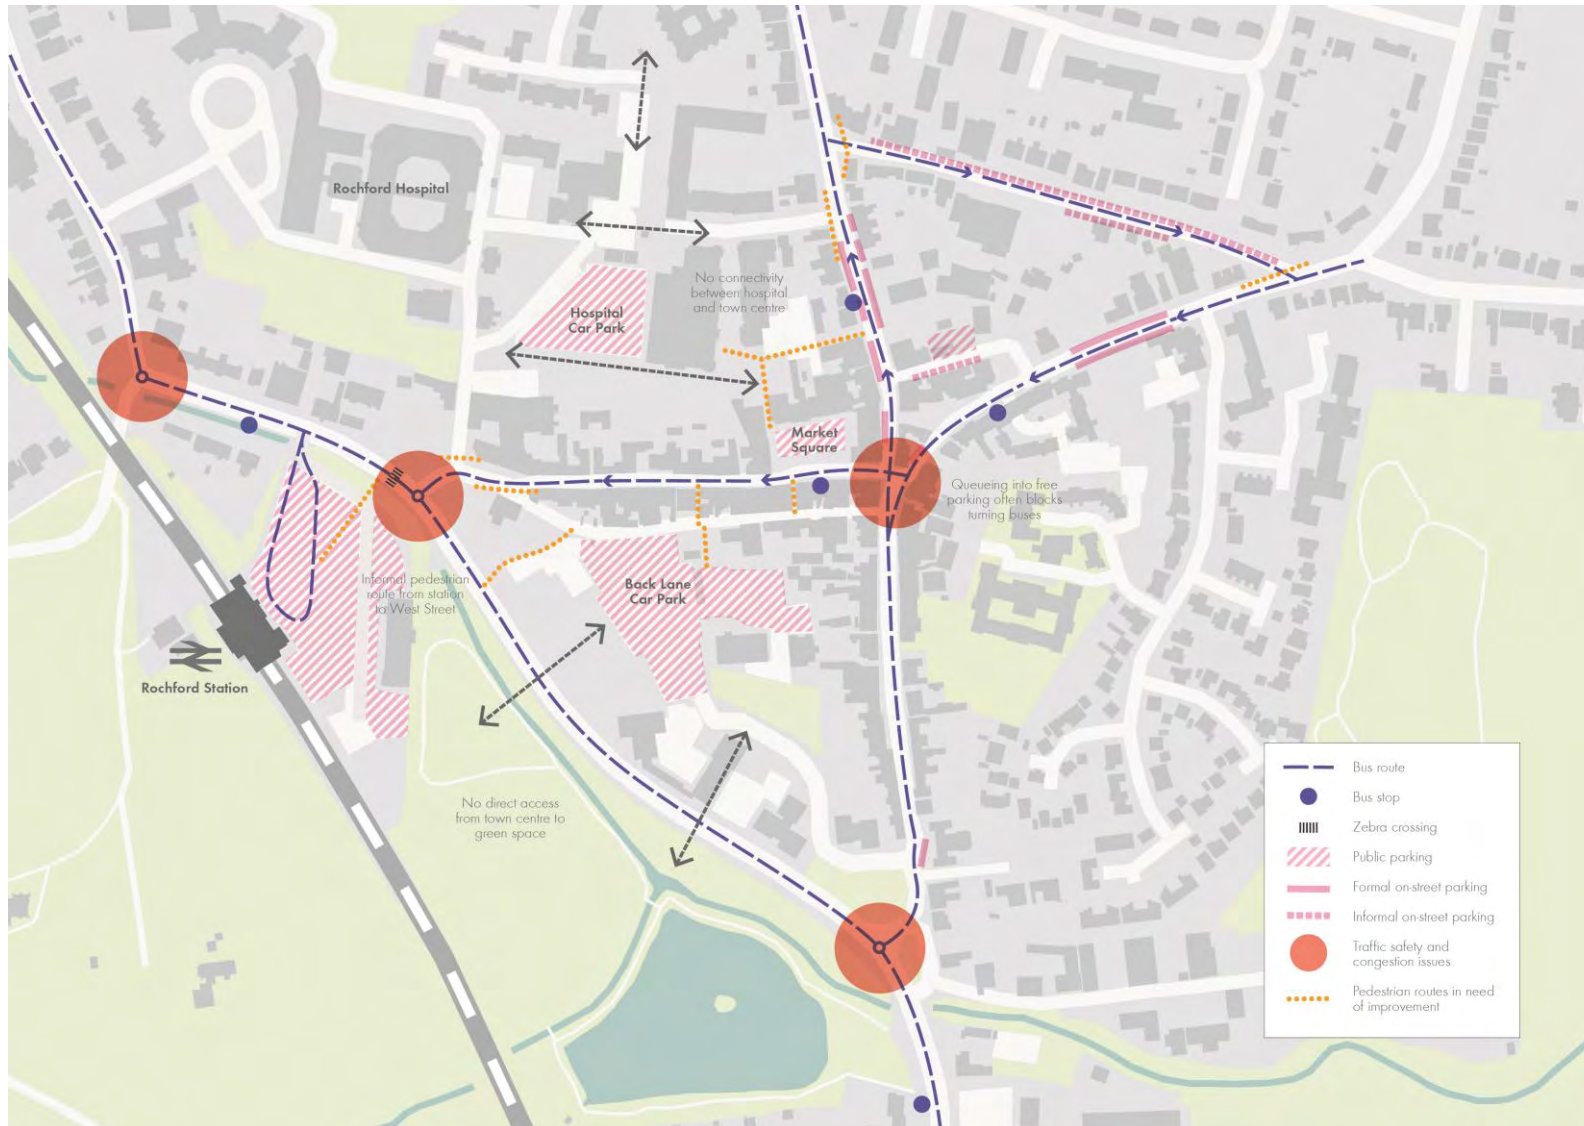 Rochford Hospital
No connectivity
between hospital
and town centre
Hospital
Car Park
Market
Square
Queueing into free
parking often blocks
turning buses
Informal pedestrian
route from station
to West Street
Back Lane
Car Park
Rochford Station
No direct access
from town centre to
green space
Bus route
Bus stop
Zebra crossing
Public parking
Formal on-street parking
Informal on-street parking
Traffic safety and
congestion issues
Pedestrian routes in need
of improvement